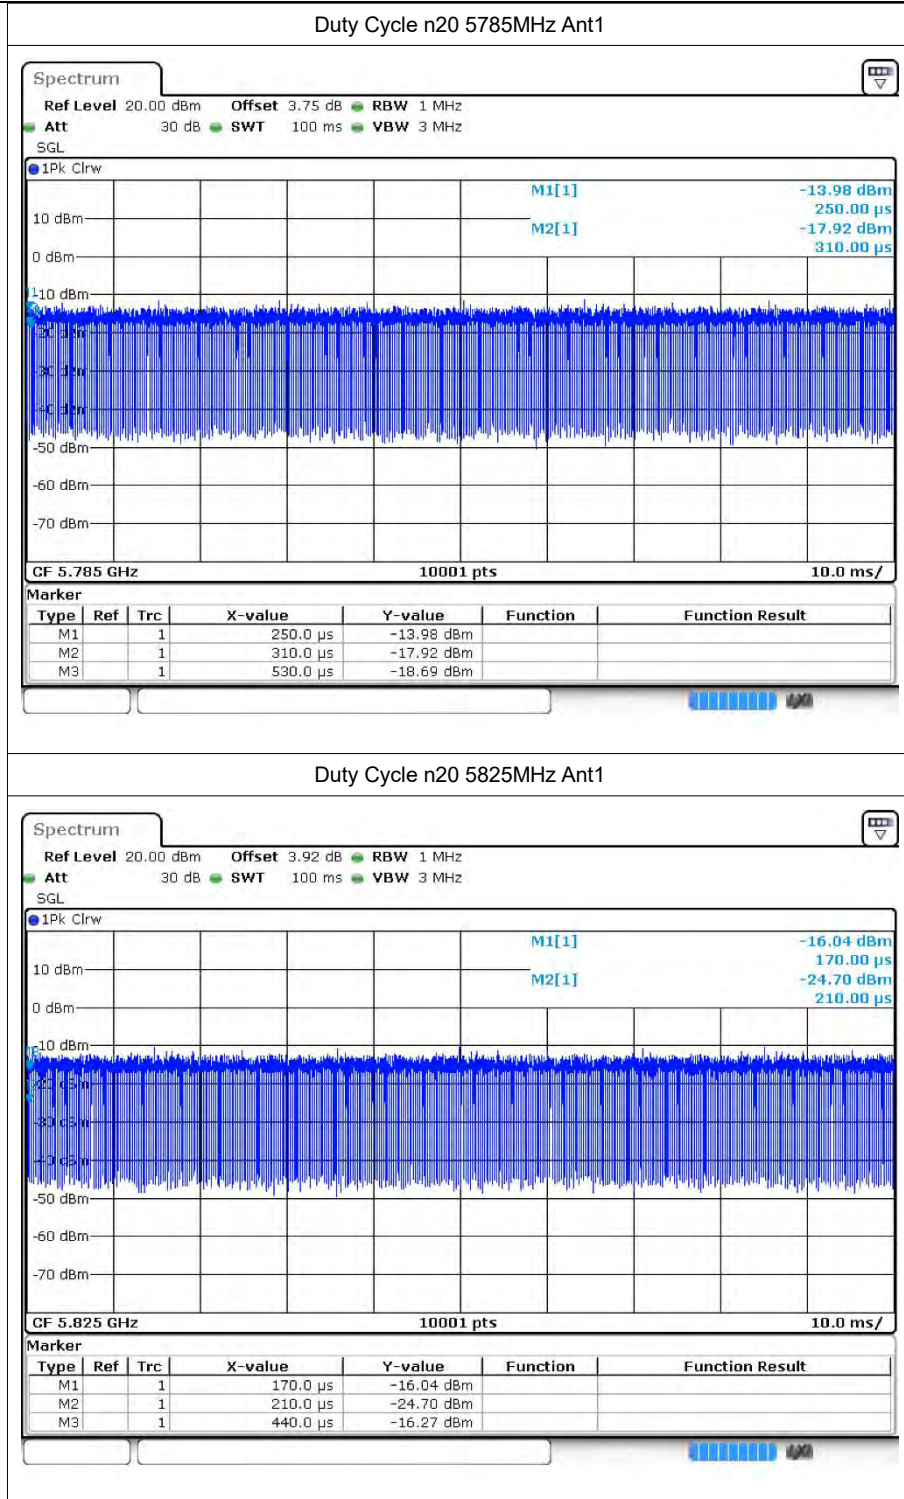 Duty Cycle n20 5785MHz Ant1
Spectrum
Ref Level 20.00 dBm Offset 3.75 dB RBW 1 MHz
Att 30 dB SWT 100 ms VBW 3 MHz
SGL
1Pk Clrw
M1[1] -13.98 dBm
250.00 µs
10 dBm
M2[1] -17.92 dBm
310.00 µs
0 dBm
-10 dBm
-50 dBm
-60 dBm
-70 dBm
CF 5.785 GHz 10001 pts 10.0 ms/
Marker
Type Ref Trc X-value Y-value Function Function Result
M1 1 250.0 µs -13.98 dBm
M2 1 310.0 µs -17.92 dBm
M3 1 530.0 µs -18.69 dBm
Duty Cycle n20 5825MHz Ant1
Spectrum
Ref Level 20.00 dBm Offset 3.92 dB RBW 1 MHz
Att 30 dB SWT 100 ms VBW 3 MHz
SGL
1Pk Clrw
M1[1] -16.04 dBm
170.00 µs
10 dBm
M2[1] -24.70 dBm
210.00 µs
0 dBm
-10 dBm
-50 dBm
-60 dBm
-70 dBm
CF 5.825 GHz 10001 pts 10.0 ms/
Marker
Type Ref Trc X-value Y-value Function Function Result
M1 1 170.0 µs -16.04 dBm
M2 1 210.0 µs -24.70 dBm
M3 1 440.0 µs -16.27 dBm